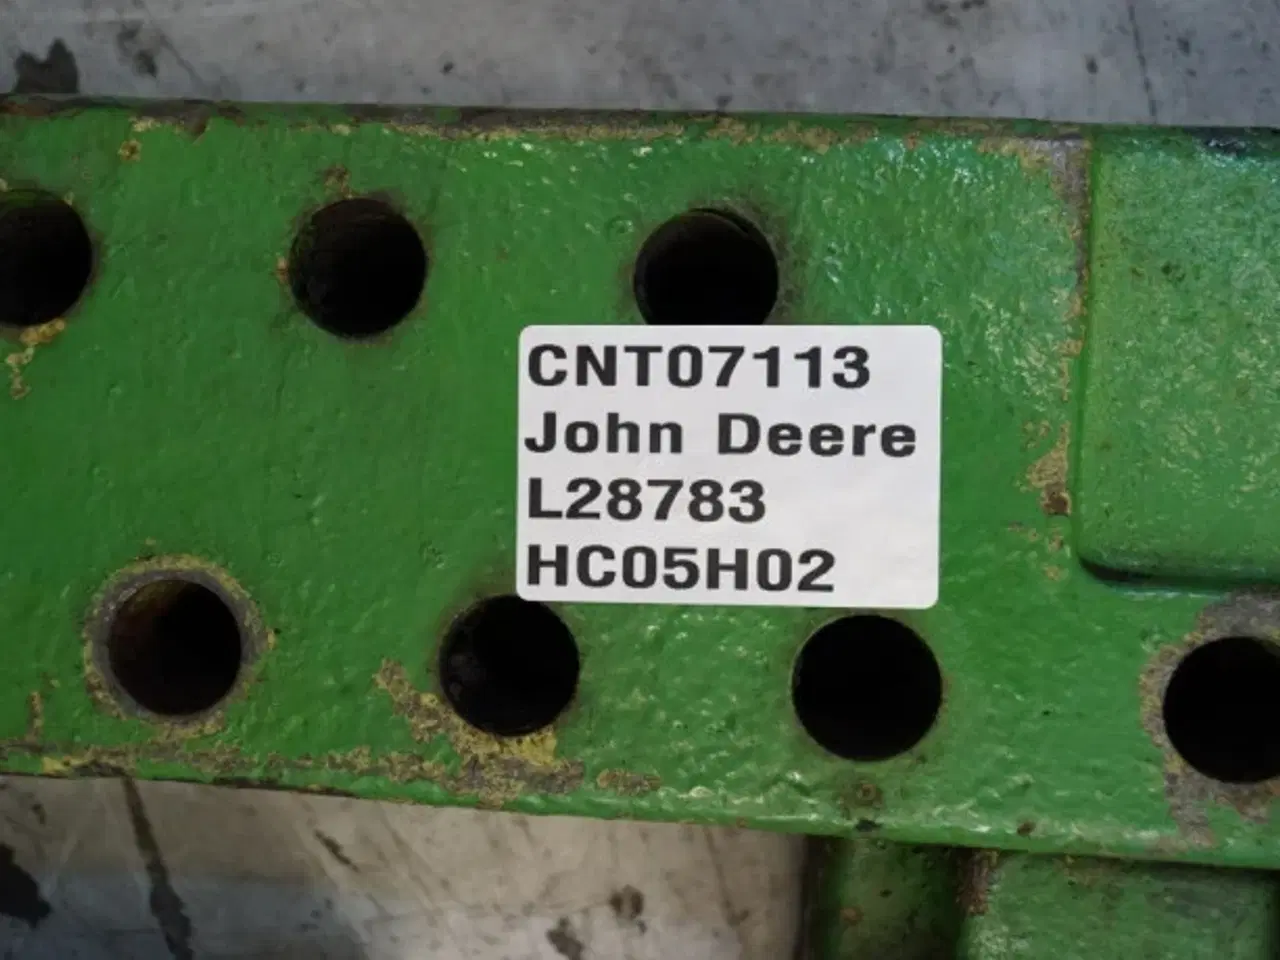 CNT07113
John Deere
L28783
HC05H02